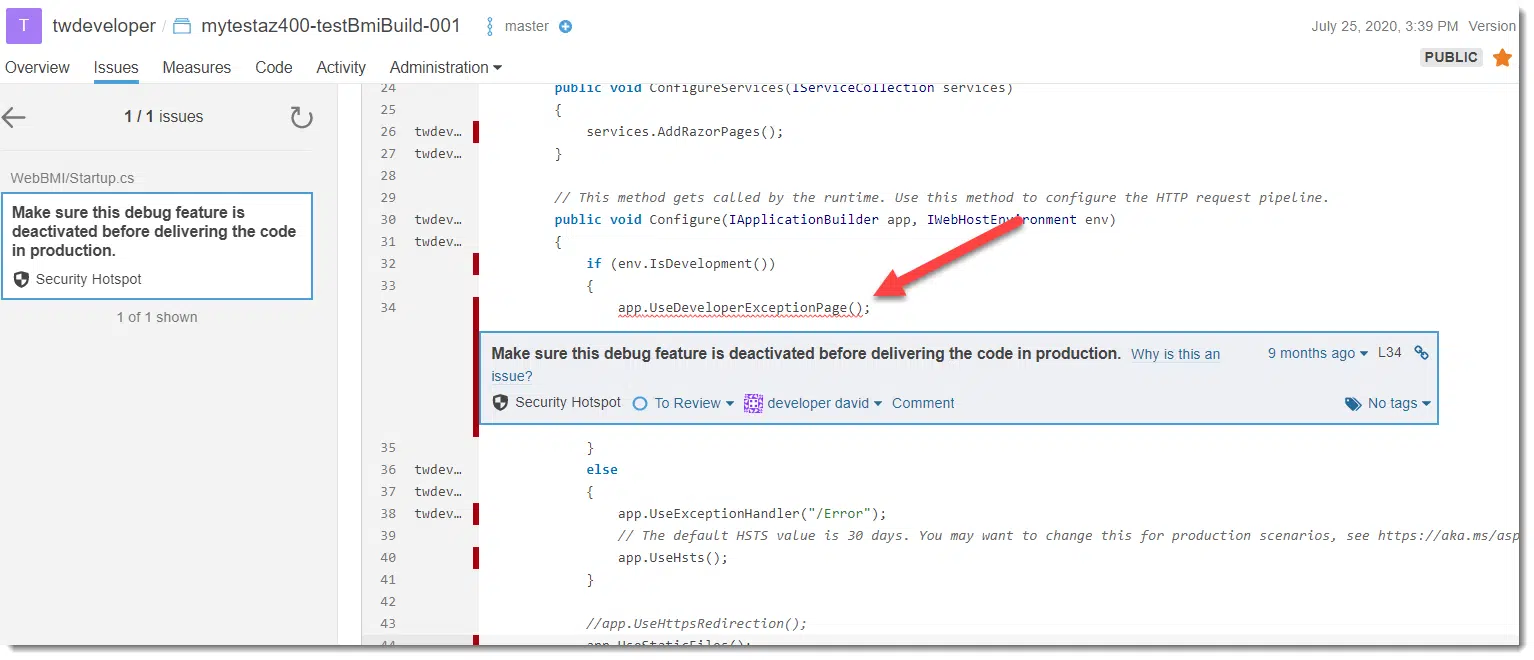 T twdeveloper / mytestaz400-testBmiBuild-001 master July 25, 2020, 3:39 PM Version
PUBLIC
Overview Issues Measures Code Activity Administration
1 / 1 issues
WebBMI/Startup.cs
Make sure this debug feature is
deactivated before delivering the code
in production.
Security Hotspot
1 of 1 shown
24 public void ConfigureServices(IServiceCollection services)
25 {
26 twdev… services.AddRazorPages();
27 twdev… }
28
29 // This method gets called by the runtime. Use this method to configure the HTTP request pipeline.
30 twdev… public void Configure(IApplicationBuilder app, IWebHostEnvironment env)
31 twdev… {
32 if (env.IsDevelopment())
33 {
34 app.UseDeveloperExceptionPage();
Make sure this debug feature is deactivated before delivering the code in production. Why is this an 9 months ago L34
issue?
Security Hotspot To Review developer david Comment No tags
35 }
36 twdev… else
37 twdev… {
38 twdev… app.UseExceptionHandler("/Error");
39 // The default HSTS value is 30 days. You may want to change this for production scenarios, see https://aka.ms/asp
40 app.UseHsts();
41 }
42
43 //app.UseHttpsRedirection();
44 app.UseStaticFiles();